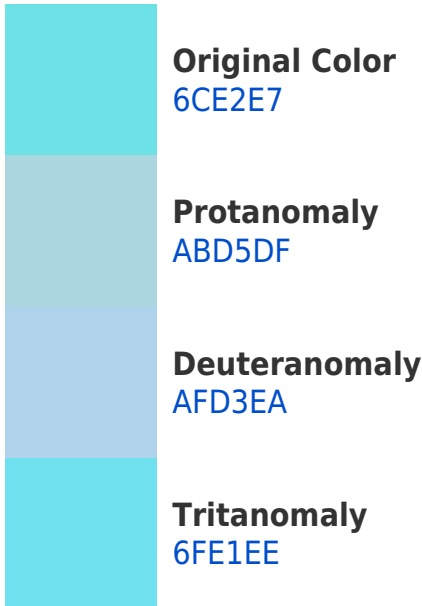 Original Color
6CE2E7
Protanomaly
ABD5DF
Deuteranomaly
AFD3EA
Tritanomaly
6FE1EE